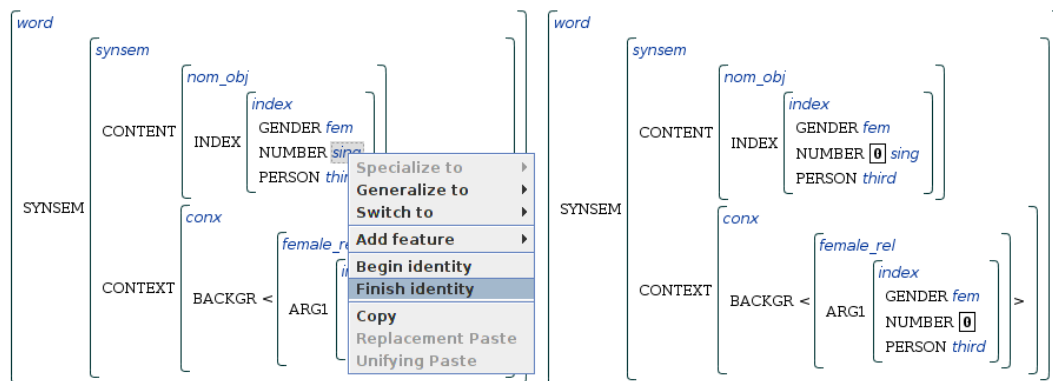 word
synsem
nom_obj
index
GENDER fem
CONTENT
INDEX
NUMBER sing
PERSON
SYNSEM
conx
CONTEXT
BACKGR <
ARG1
Specialize to
Generalize to
Switch to
Add feature
Begin identity
Finish identity
Copy
Replacement Paste
Unifying Paste
word
synsem
nom_obj
index
GENDER fem
CONTENT
INDEX
NUMBER 0 sing
PERSON third
SYNSEM
conx
female_rel
index
GENDER fem
CONTEXT
BACKGR <
ARG1
NUMBER 0
>
PERSON third